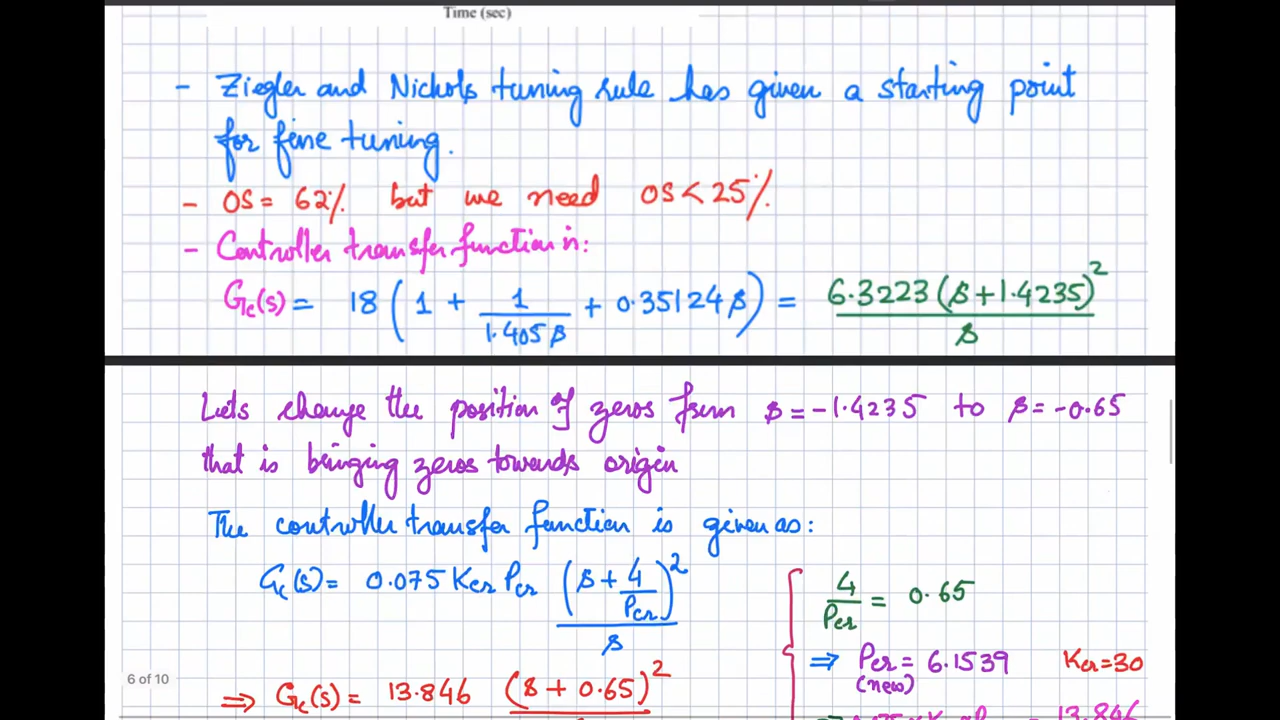 Time (sec)
- Ziegler and Nichols tuning rule has given a starting point
for fine tuning.
- OS = 62% but we need OS < 25%
- Controller transfer function is:
Gc(s) = 18 ( 1 + 1/1.405s + 0.35124s ) = 6.3223 (s + 1.4235)² / s
Lets change the position of zeros from s = -1.4235 to s = -0.65
that is bringing zeros towards origin
The controller transfer function is given as:
Gc(s) = 0.075 Kcr Pcr (s + 4/Pcr)² / s
4/Pcr = 0.65
⇒ Pcr = 6.1539 Kcr = 30
(new)
6 of 10
⇒ Gc(s) = 13.846 (s + 0.65)²
= 13.846